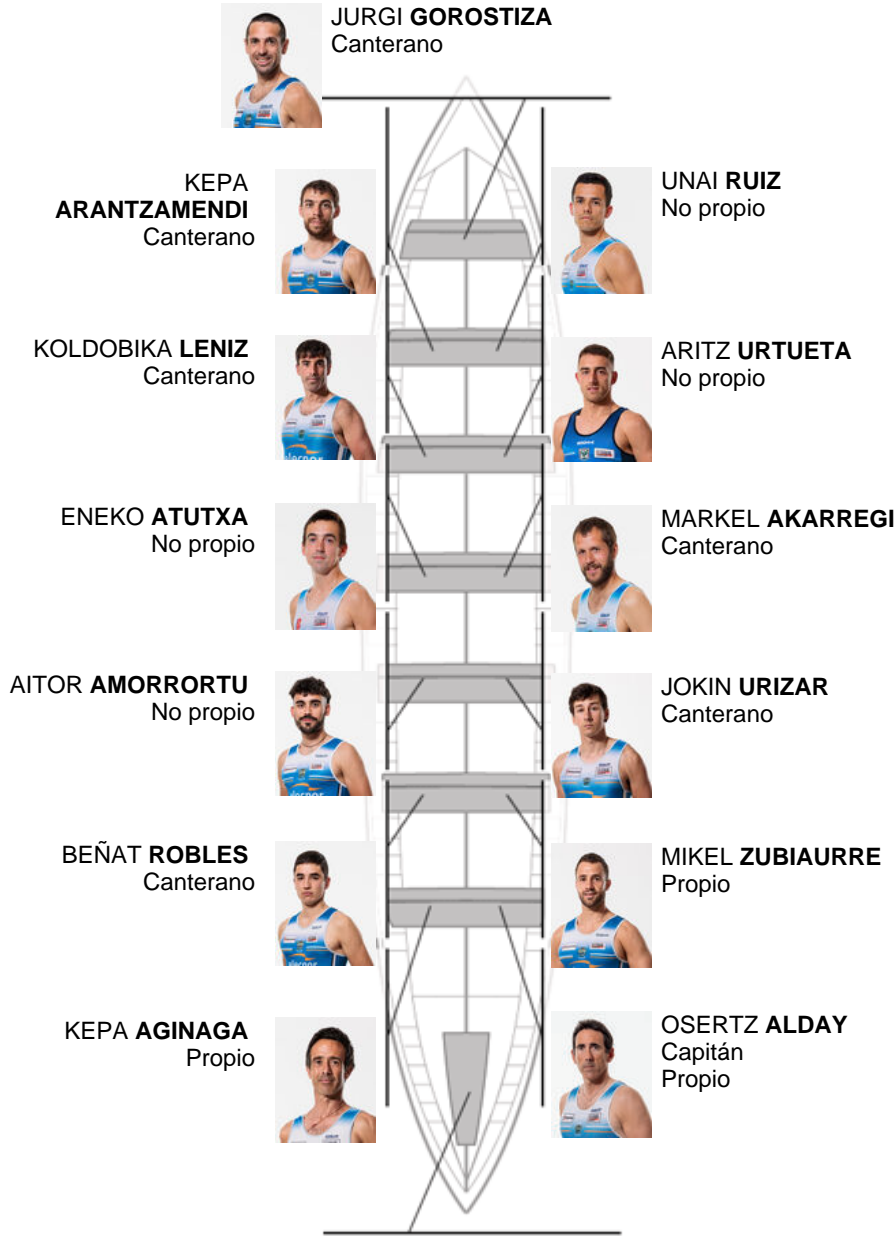 JURGI GOROSTIZA
Canterano
KEPA
ARANTZAMENDI
Canterano
UNAI RUIZ
No propio
KOLDOBIKA LENIZ
Canterano
ARITZ URTUETA
No propio
ENEKO ATUTXA
No propio
MARKEL AKARREGI
Canterano
AITOR AMORRORTU
No propio
JOKIN URIZAR
Canterano
BEÑAT ROBLES
Canterano
MIKEL ZUBIAURRE
Propio
KEPA AGINAGA
Propio
OSERTZ ALDAY
Capitán
Propio